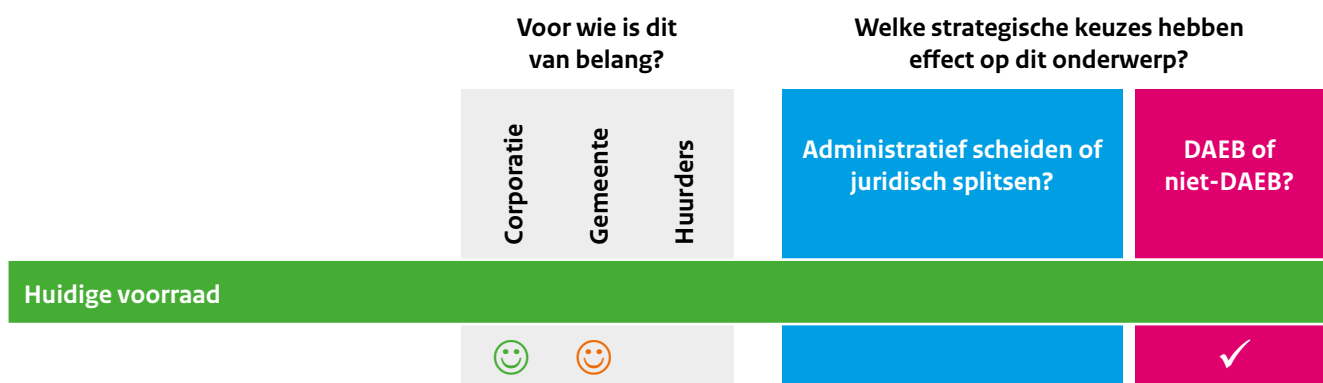 Voor wie is dit
van belang?
Welke strategische keuzes hebben
effect op dit onderwerp?
Corporatie
Gemeente
Huurders
Administratief scheiden of
juridisch splitsen?
DAEB of
niet-DAEB?
Huidige voorraad